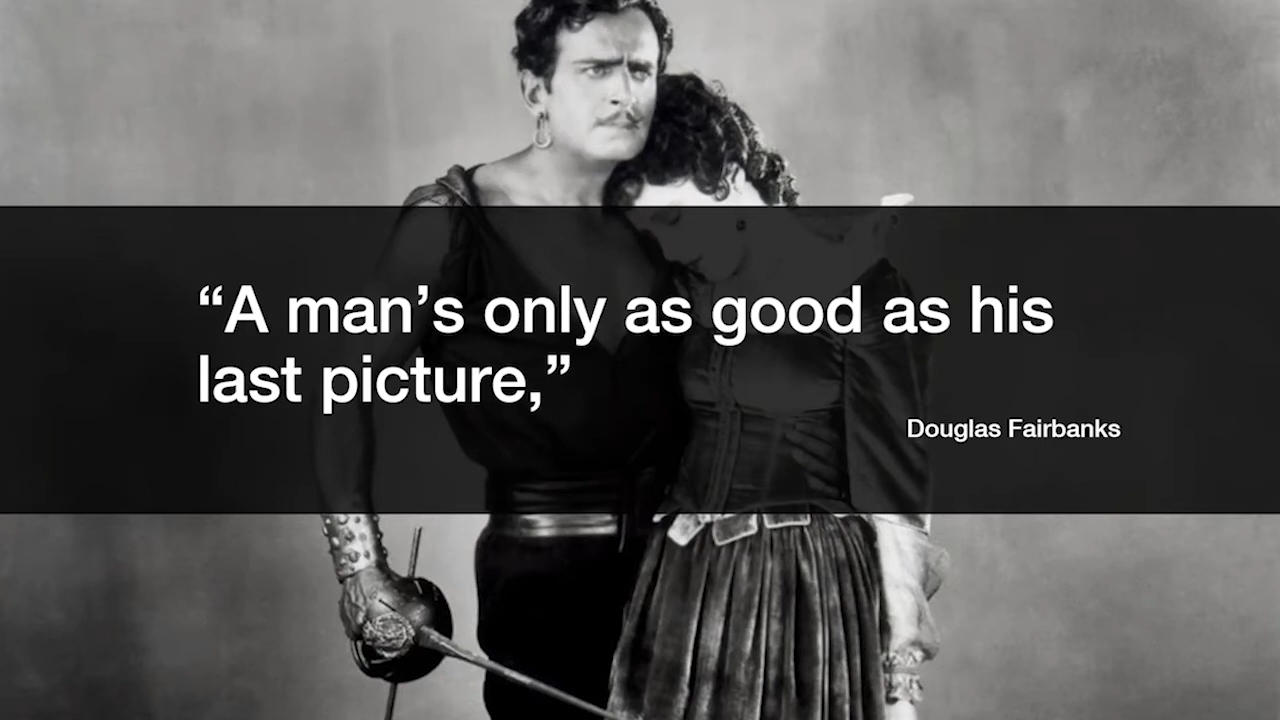 “A man’s only as good as his
last picture,”
Douglas Fairbanks